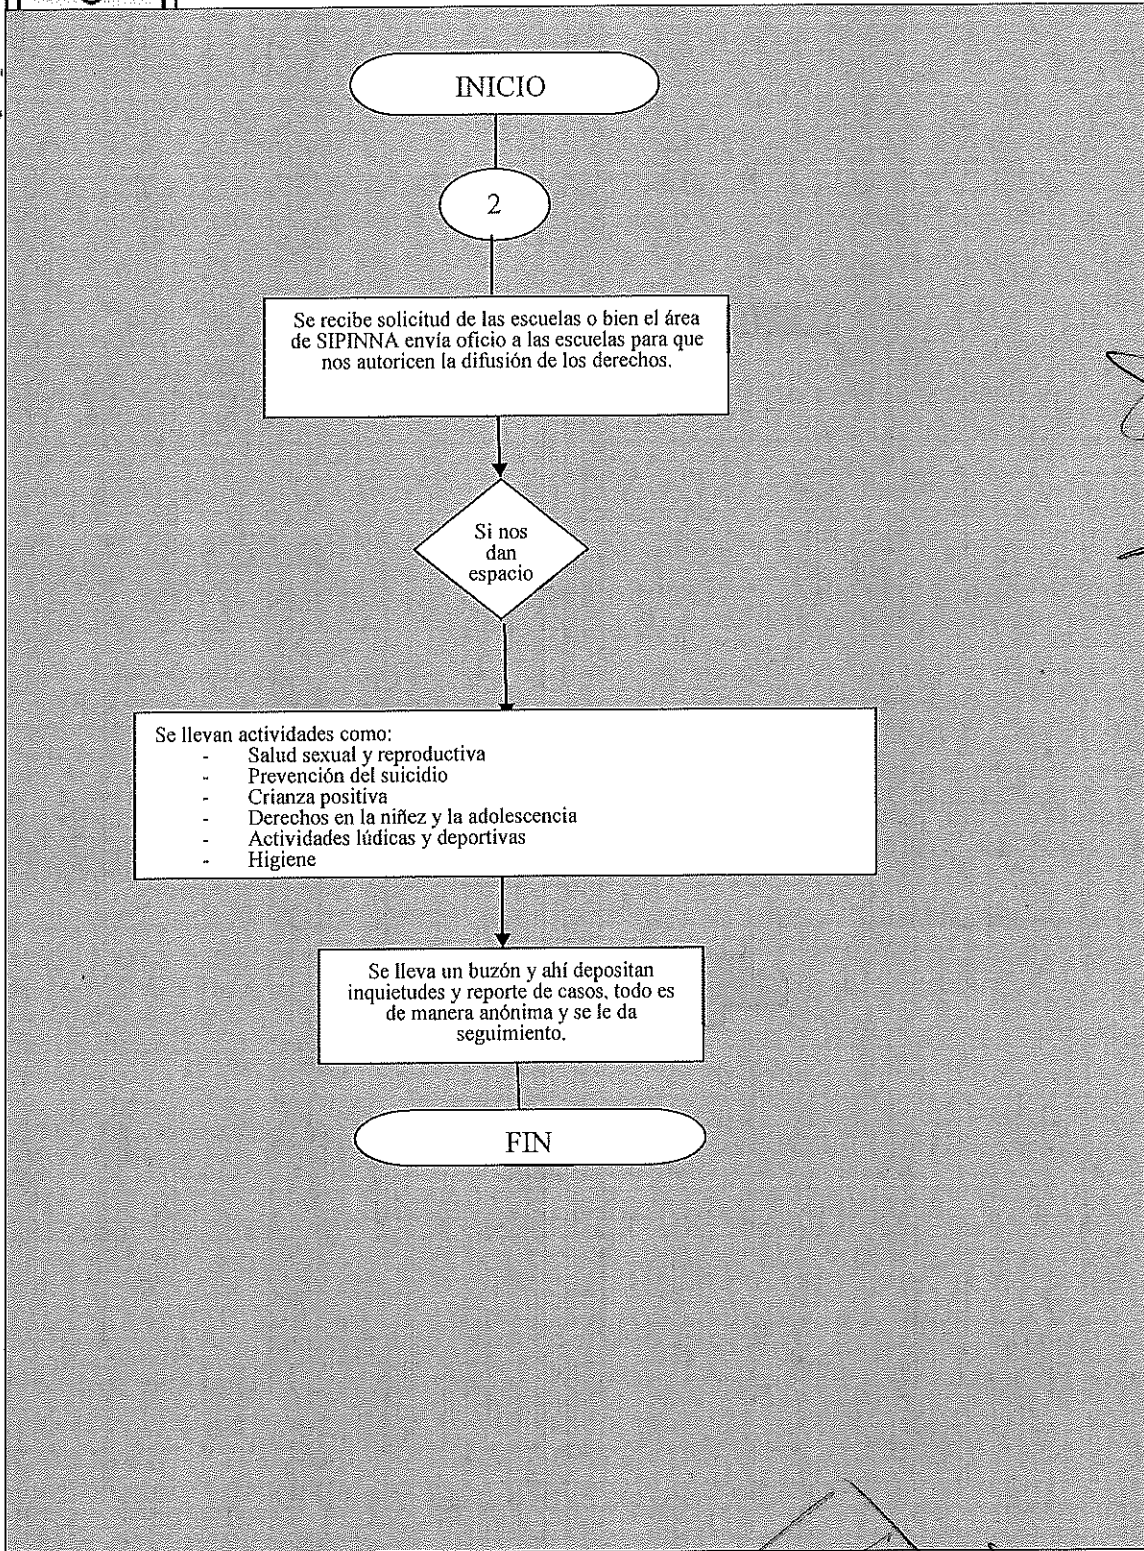 INICIO
2
Se recibe solicitud de las escuelas o bien el área
de SIPINNA envía oficio a las escuelas para que
nos autoricen la difusión de los derechos.
Si nos
dan
espacio
Se llevan actividades como:
- Salud sexual y reproductiva
- Prevención del suicidio
- Crianza positiva
- Derechos en la niñez y la adolescencia
- Actividades lúdicas y deportivas
- Higiene
Se lleva un buzón y ahí depositan
inquietudes y reporte de casos, todo es
de manera anónima y se le da
seguimiento.
FIN